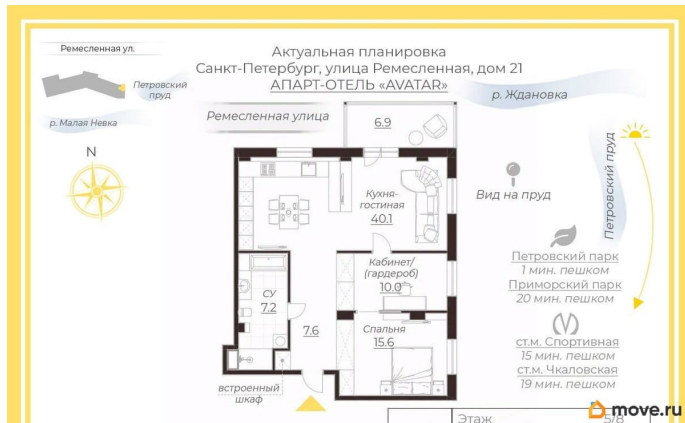 Ремесленная ул.
Актуальная планировка
Санкт-Петербург, улица Ремесленная, дом 21
АПАРТ-ОТЕЛЬ «AVATAR»
Петровский
пруд
р. Малая Невка
Ремесленная улица
6.9
р. Ждановка
Петровский пруд
N
Кухня-
гостиная
40.1
Вид на пруд
Кабинет/
(гардероб)
10.0
СУ
7.2
7.6
Спальня
15.6
встроенный
шкаф
Петровский парк
1 мин. пешком
Приморский парк
20 мин. пешком
ст.м. Спортивная
15 мин. пешком
ст.м. Чкаловская
19 мин. пешком
Этаж 5/8
move.ru